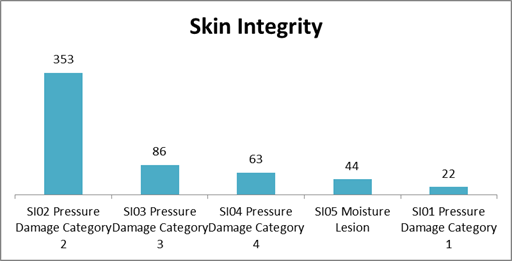 Skin Integrity
353
86
63
44
22
SI02 Pressure
Damage Category
2
SI03 Pressure
Damage Category
3
SI04 Pressure
Damage Category
4
SI05 Moisture
Lesion
SI01 Pressure
Damage Category
1